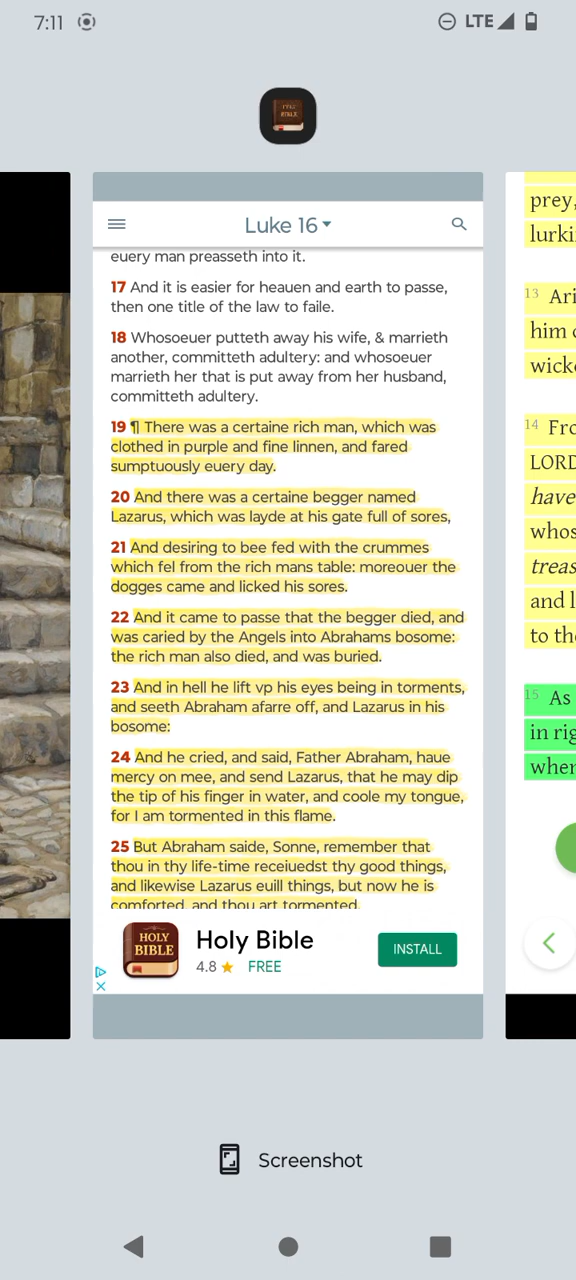 7:11 LTE
HOLY BIBLE
Luke 16
euery man preasseth into it.
17 And it is easier for heauen and earth to passe,
then one title of the law to faile.
18 Whosoeuer putteth away his wife, & marrieth
another, committeth adultery: and whosoeuer
marrieth her that is put away from her husband,
committeth adultery.
19 ¶ There was a certaine rich man, which was
clothed in purple and fine linnen, and fared
sumptuously euery day.
20 And there was a certaine begger named
Lazarus, which was layde at his gate full of sores,
21 And desiring to bee fed with the crummes
which fel from the rich mans table: moreouer the
dogges came and licked his sores.
22 And it came to passe that the begger died, and
was caried by the Angels into Abrahams bosome:
the rich man also died, and was buried.
23 And in hell he lift vp his eyes being in torments,
and seeth Abraham afarre off, and Lazarus in his
bosome:
24 And he cried, and said, Father Abraham, haue
mercy on mee, and send Lazarus, that he may dip
the tip of his finger in water, and coole my tongue,
for I am tormented in this flame.
25 But Abraham saide, Sonne, remember that
thou in thy life-time receiuedst thy good things,
and likewise Lazarus euill things, but now he is
comforted, and thou art tormented.
HOLY
BIBLE
Holy Bible
4.8 ★ FREE
INSTALL
prey,
lurki
13 Ari
him o
wicke
14 Fro
LORD
have
whos
treas
and l
to the
15 As
in rig
when
Screenshot